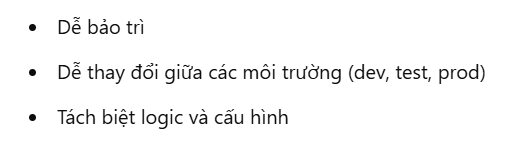 • Dễ bảo trì
• Dễ thay đổi giữa các môi trường (dev, test, prod)
• Tách biệt logic và cấu hình